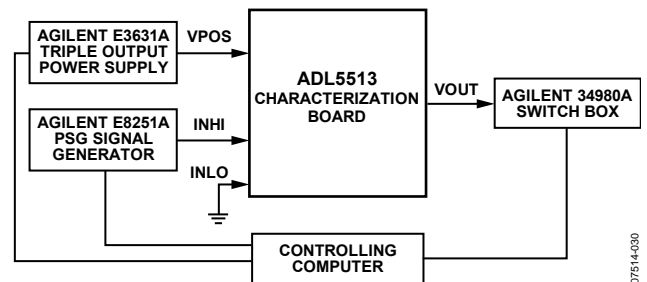 AGILENT E3631A
TRIPLE OUTPUT
POWER SUPPLY
VPOS
AGILENT E8251A
PSG SIGNAL
GENERATOR
INHI
INLO
ADL5513
CHARACTERIZATION
BOARD
VOUT
AGILENT 34980A
SWITCH BOX
CONTROLLING
COMPUTER
07514-030